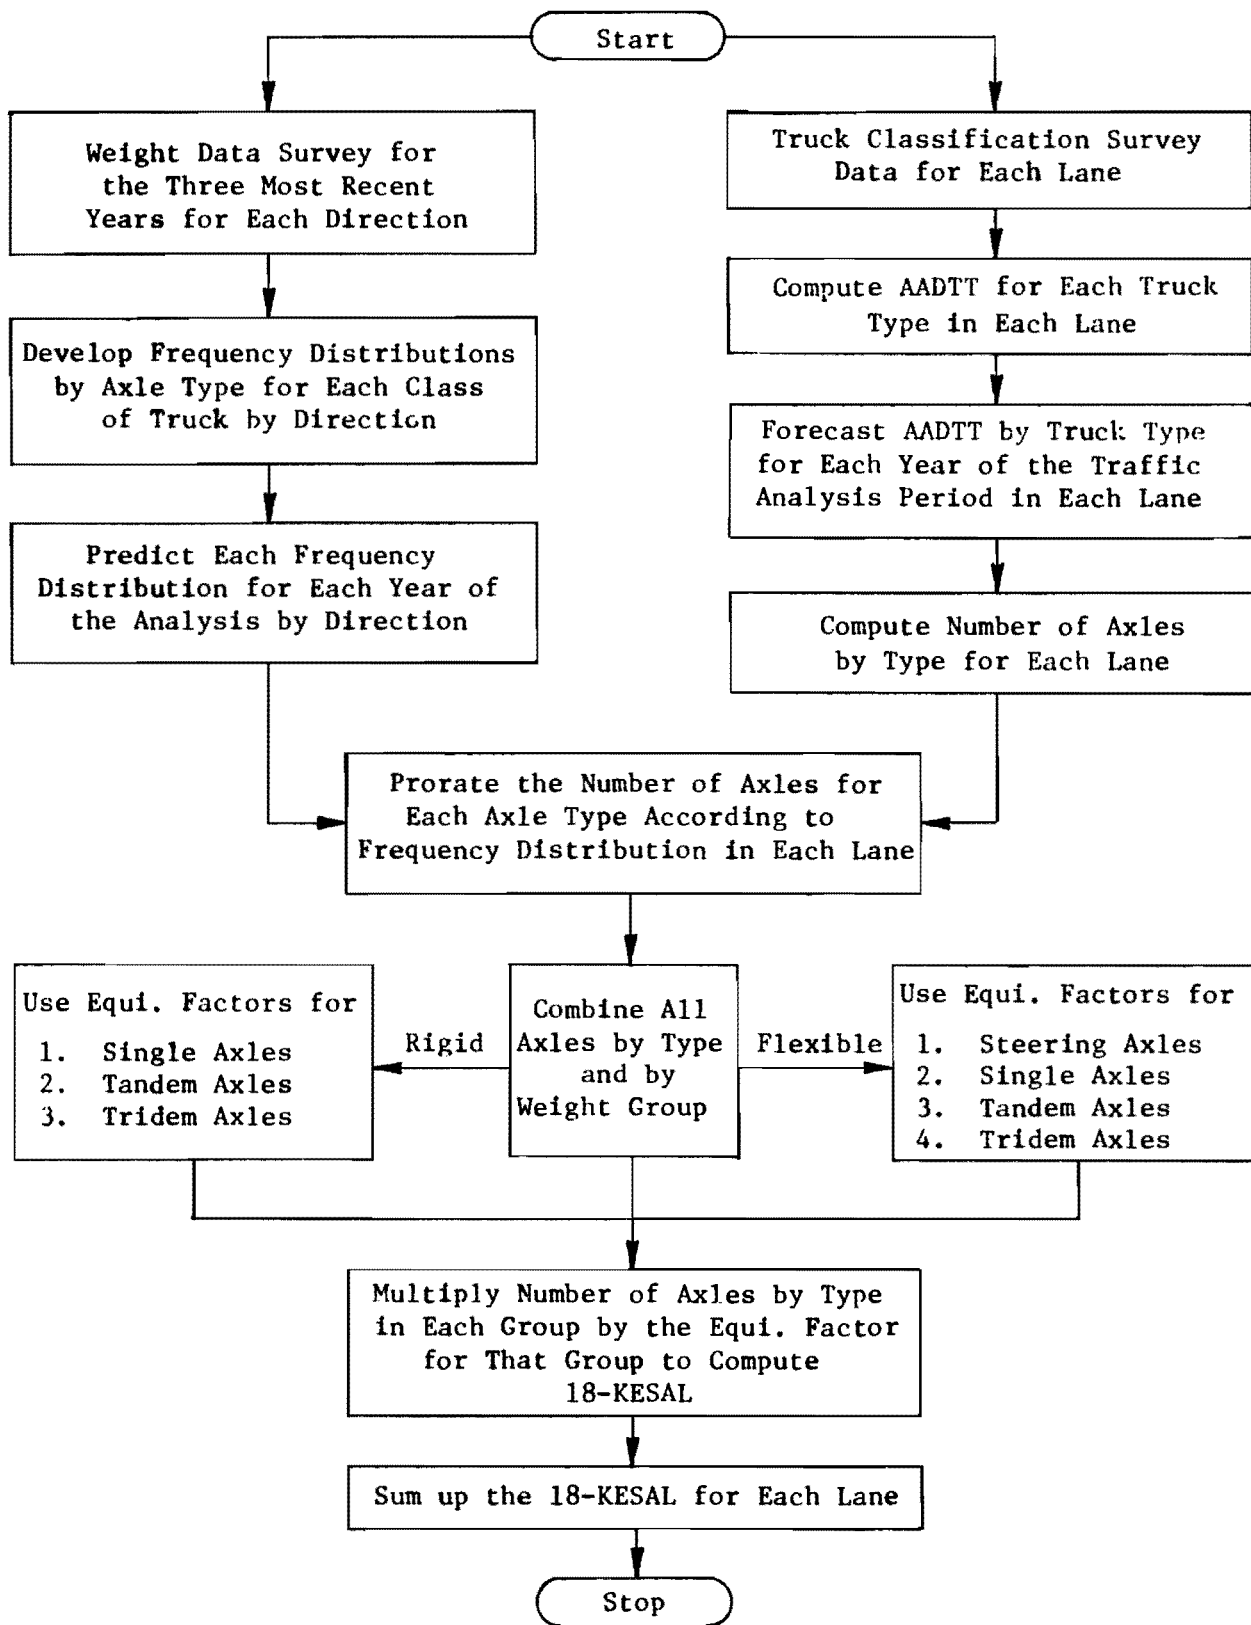 Start
Weight Data Survey for
the Three Most Recent
Years for Each Direction
Develop Frequency Distributions
by Axle Type for Each Class
of Truck by Direction
Predict Each Frequency
Distribution for Each Year of
the Analysis by Direction
Truck Classification Survey
Data for Each Lane
Compute AADTT for Each Truck
Type in Each Lane
Forecast AADTT by Truck Type
for Each Year of the Traffic
Analysis Period in Each Lane
Compute Number of Axles
by Type for Each Lane
Prorate the Number of Axles for
Each Axle Type According to
Frequency Distribution in Each Lane
Use Equi. Factors for
1. Single Axles
2. Tandem Axles
3. Tridem Axles
Rigid
Combine All
Axles by Type
and by
Weight Group
Flexible
Use Equi. Factors for
1. Steering Axles
2. Single Axles
3. Tandem Axles
4. Tridem Axles
Multiply Number of Axles by Type
in Each Group by the Equi. Factor
for That Group to Compute
18-KESAL
Sum up the 18-KESAL for Each Lane
Stop